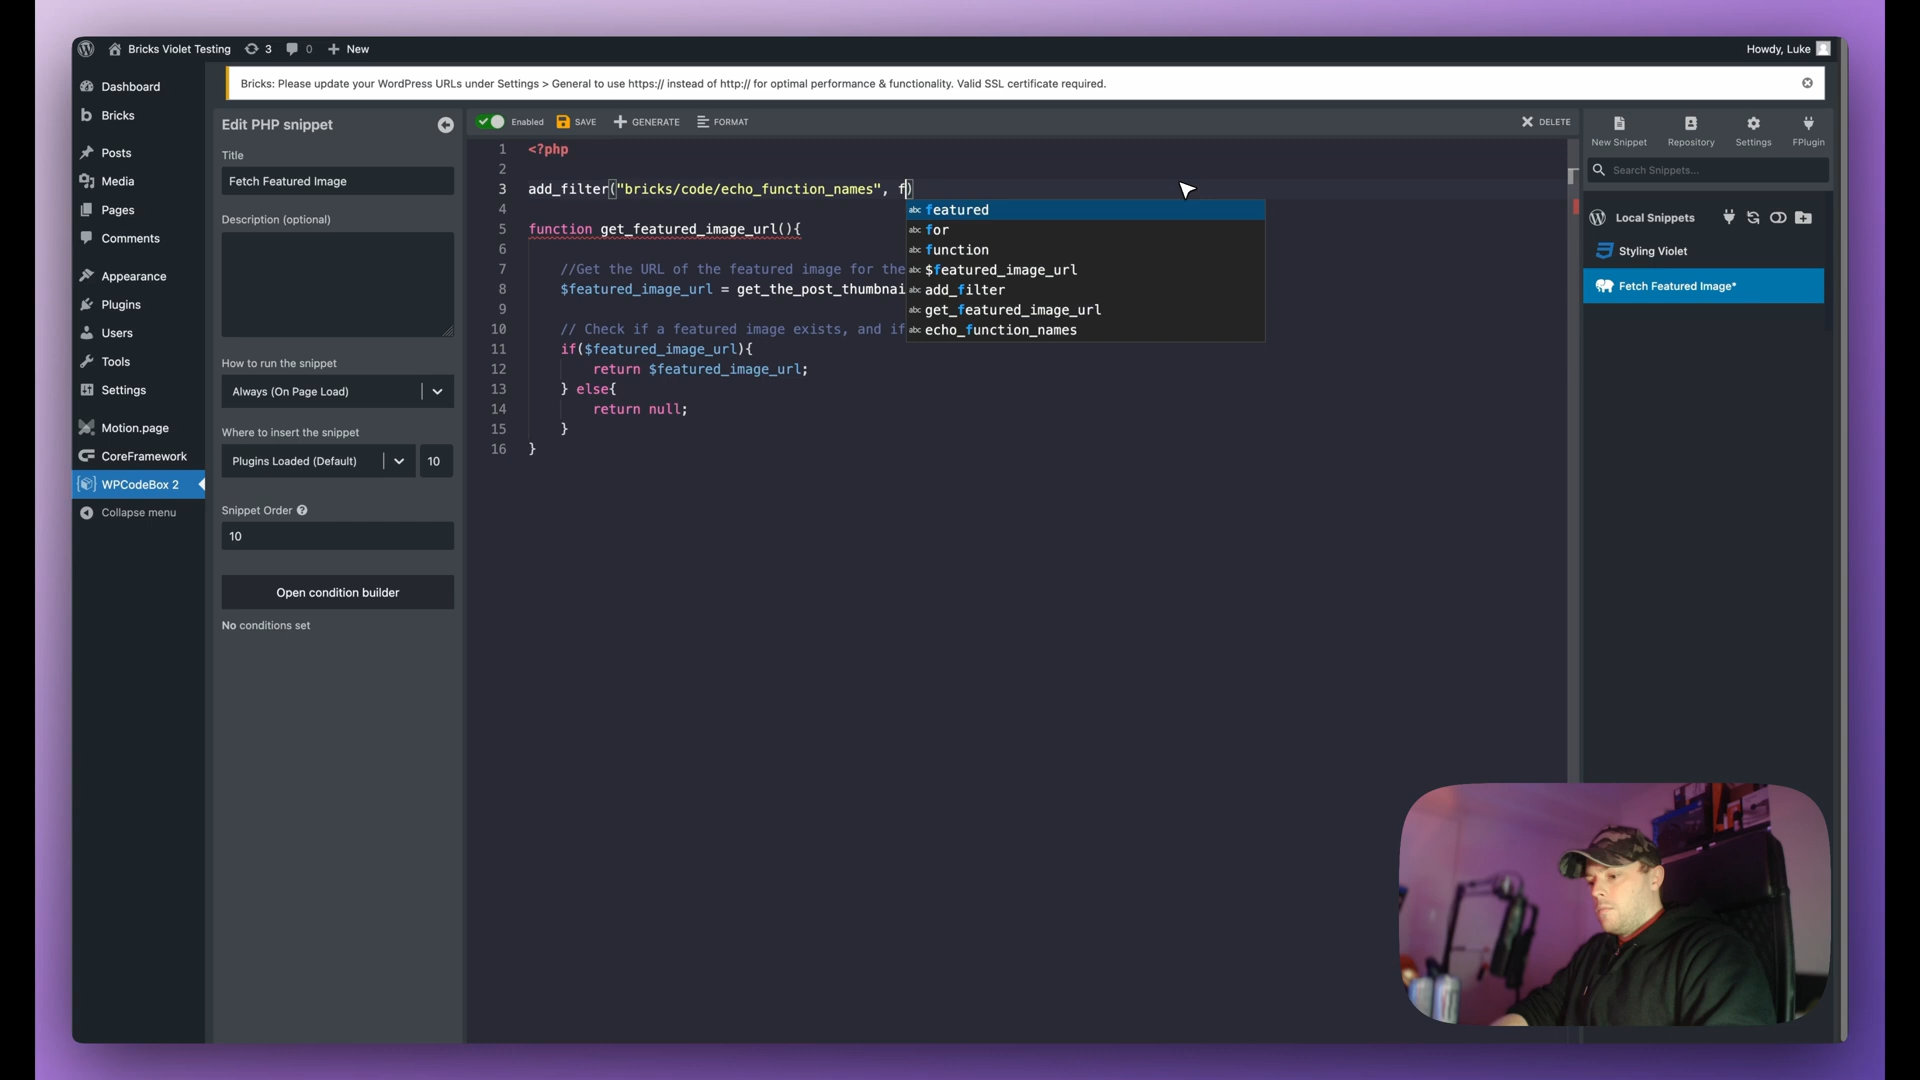 Bricks Violet Testing
3
0
New
Howdy, Luke
Dashboard
Bricks
Posts
Media
Pages
Comments
Appearance
Plugins
Users
Tools
Settings
Motion.page
CoreFramework
WPCodeBox 2
Collapse menu
Bricks: Please update your WordPress URLs under Settings > General to use https:// instead of http:// for optimal performance & functionality. Valid SSL certificate required.
Edit PHP snippet
Title
Fetch Featured Image
Description (optional)
How to run the snippet
Always (On Page Load)
Where to insert the snippet
Plugins Loaded (Default)
10
Snippet Order
10
Open condition builder
No conditions set
Enabled
SAVE
GENERATE
FORMAT
DELETE
1 <?php
2
3 add_filter("bricks/code/echo_function_names", f)
4
5 function get_featured_image_url(){
6
7 //Get the URL of the featured image for the
8 $featured_image_url = get_the_post_thumbnai
9
10 // Check if a featured image exists, and if
11 if($featured_image_url){
12 return $featured_image_url;
13 } else{
14 return null;
15 }
16 }
abc featured
abc for
abc function
abc $featured_image_url
abc add_filter
abc get_featured_image_url
abc echo_function_names
New Snippet
Repository
Settings
FPlugin
Search Snippets...
Local Snippets
Styling Violet
Fetch Featured Image*